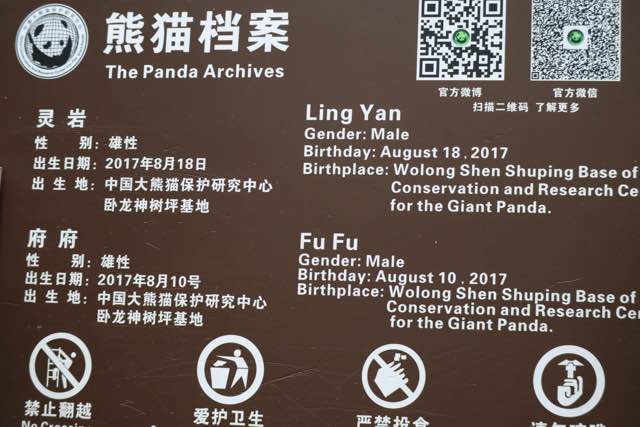 熊猫档案
The Panda Archives
官方微博
官方微信
扫描二维码 了解更多
灵岩
性 别：雄性
出生日期：2017年8月18日
出 生 地：中国大熊猫保护研究中心
卧龙神树坪基地
Ling Yan
Gender: Male
Birthday: August 18, 2017
Birthplace: Wolong Shen Shuping Base of
Conservation and Research Ce
for the Giant Panda.
府府
性 别：雄性
出生日期：2017年8月10号
出 生 地：中国大熊猫保护研究中心
卧龙神树坪基地
Fu Fu
Gender: Male
Birthday: August 10, 2017
Birthplace: Wolong Shen Shuping Base of
Conservation and Research Ce
for the Giant Panda.
禁止翻越
No Crossing
爱护卫生
严禁投食